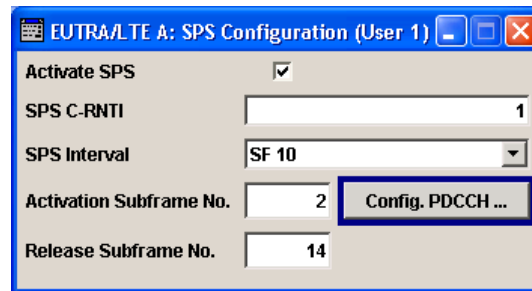 EUTRA/LTE A: SPS Configuration (User 1)
Activate SPS
SPS C-RNTI 1
SPS Interval SF 10
Activation Subframe No. 2 Config. PDCCH ...
Release Subframe No. 14